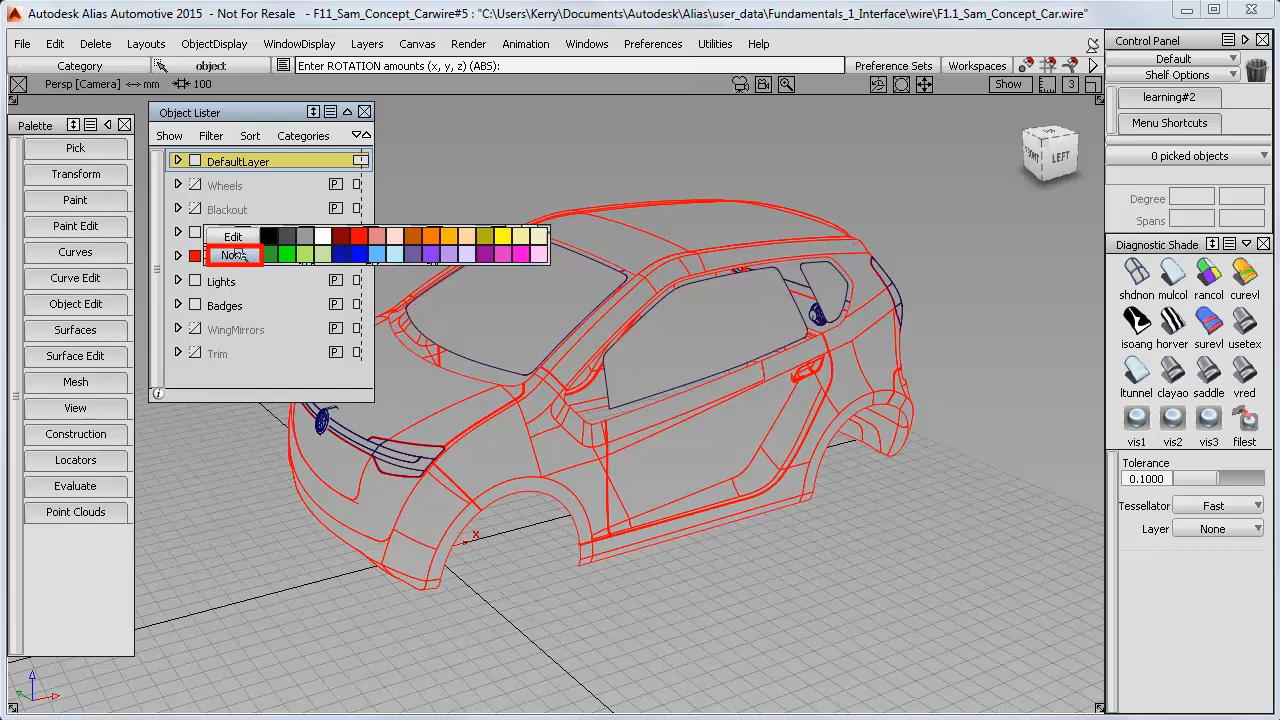 Autodesk Alias Automotive 2015 - Not For Resale - F11_Sam_Concept_Carwire#5 : "C:\Users\Kerry\Documents\Autodesk\Alias\user_data\Fundamentals_1_Interface\wire\F1.1_Sam_Concept_Car.wire"
File Edit Delete Layouts ObjectDisplay WindowDisplay Layers Canvas Render Animation Windows Preferences Utilities Help
Category object Enter ROTATION amounts (x, y, z) (ABS): Preference Sets Workspaces
Persp [Camera] mm 100 Show 3
Palette
Pick
Transform
Paint
Paint Edit
Curves
Curve Edit
Object Edit
Surfaces
Surface Edit
Mesh
View
Construction
Locators
Evaluate
Point Clouds
Object Lister
Show Filter Sort Categories
DefaultLayer
Wheels P
Blackout P
Edit
Lights P
Badges P
WingMirrors P
Trim P
FRONT LEFT
x
Control Panel
Default
Shelf Options
learning#2
Menu Shortcuts
0 picked objects
Degree
Spans
Diagnostic Shade
shdnon mulcol rancol curevl
isoang horver surevl usetex
ltunnel clayao saddle vred
vis1 vis2 vis3 filest
Tolerance
0.1000
Tessellator Fast
Layer None